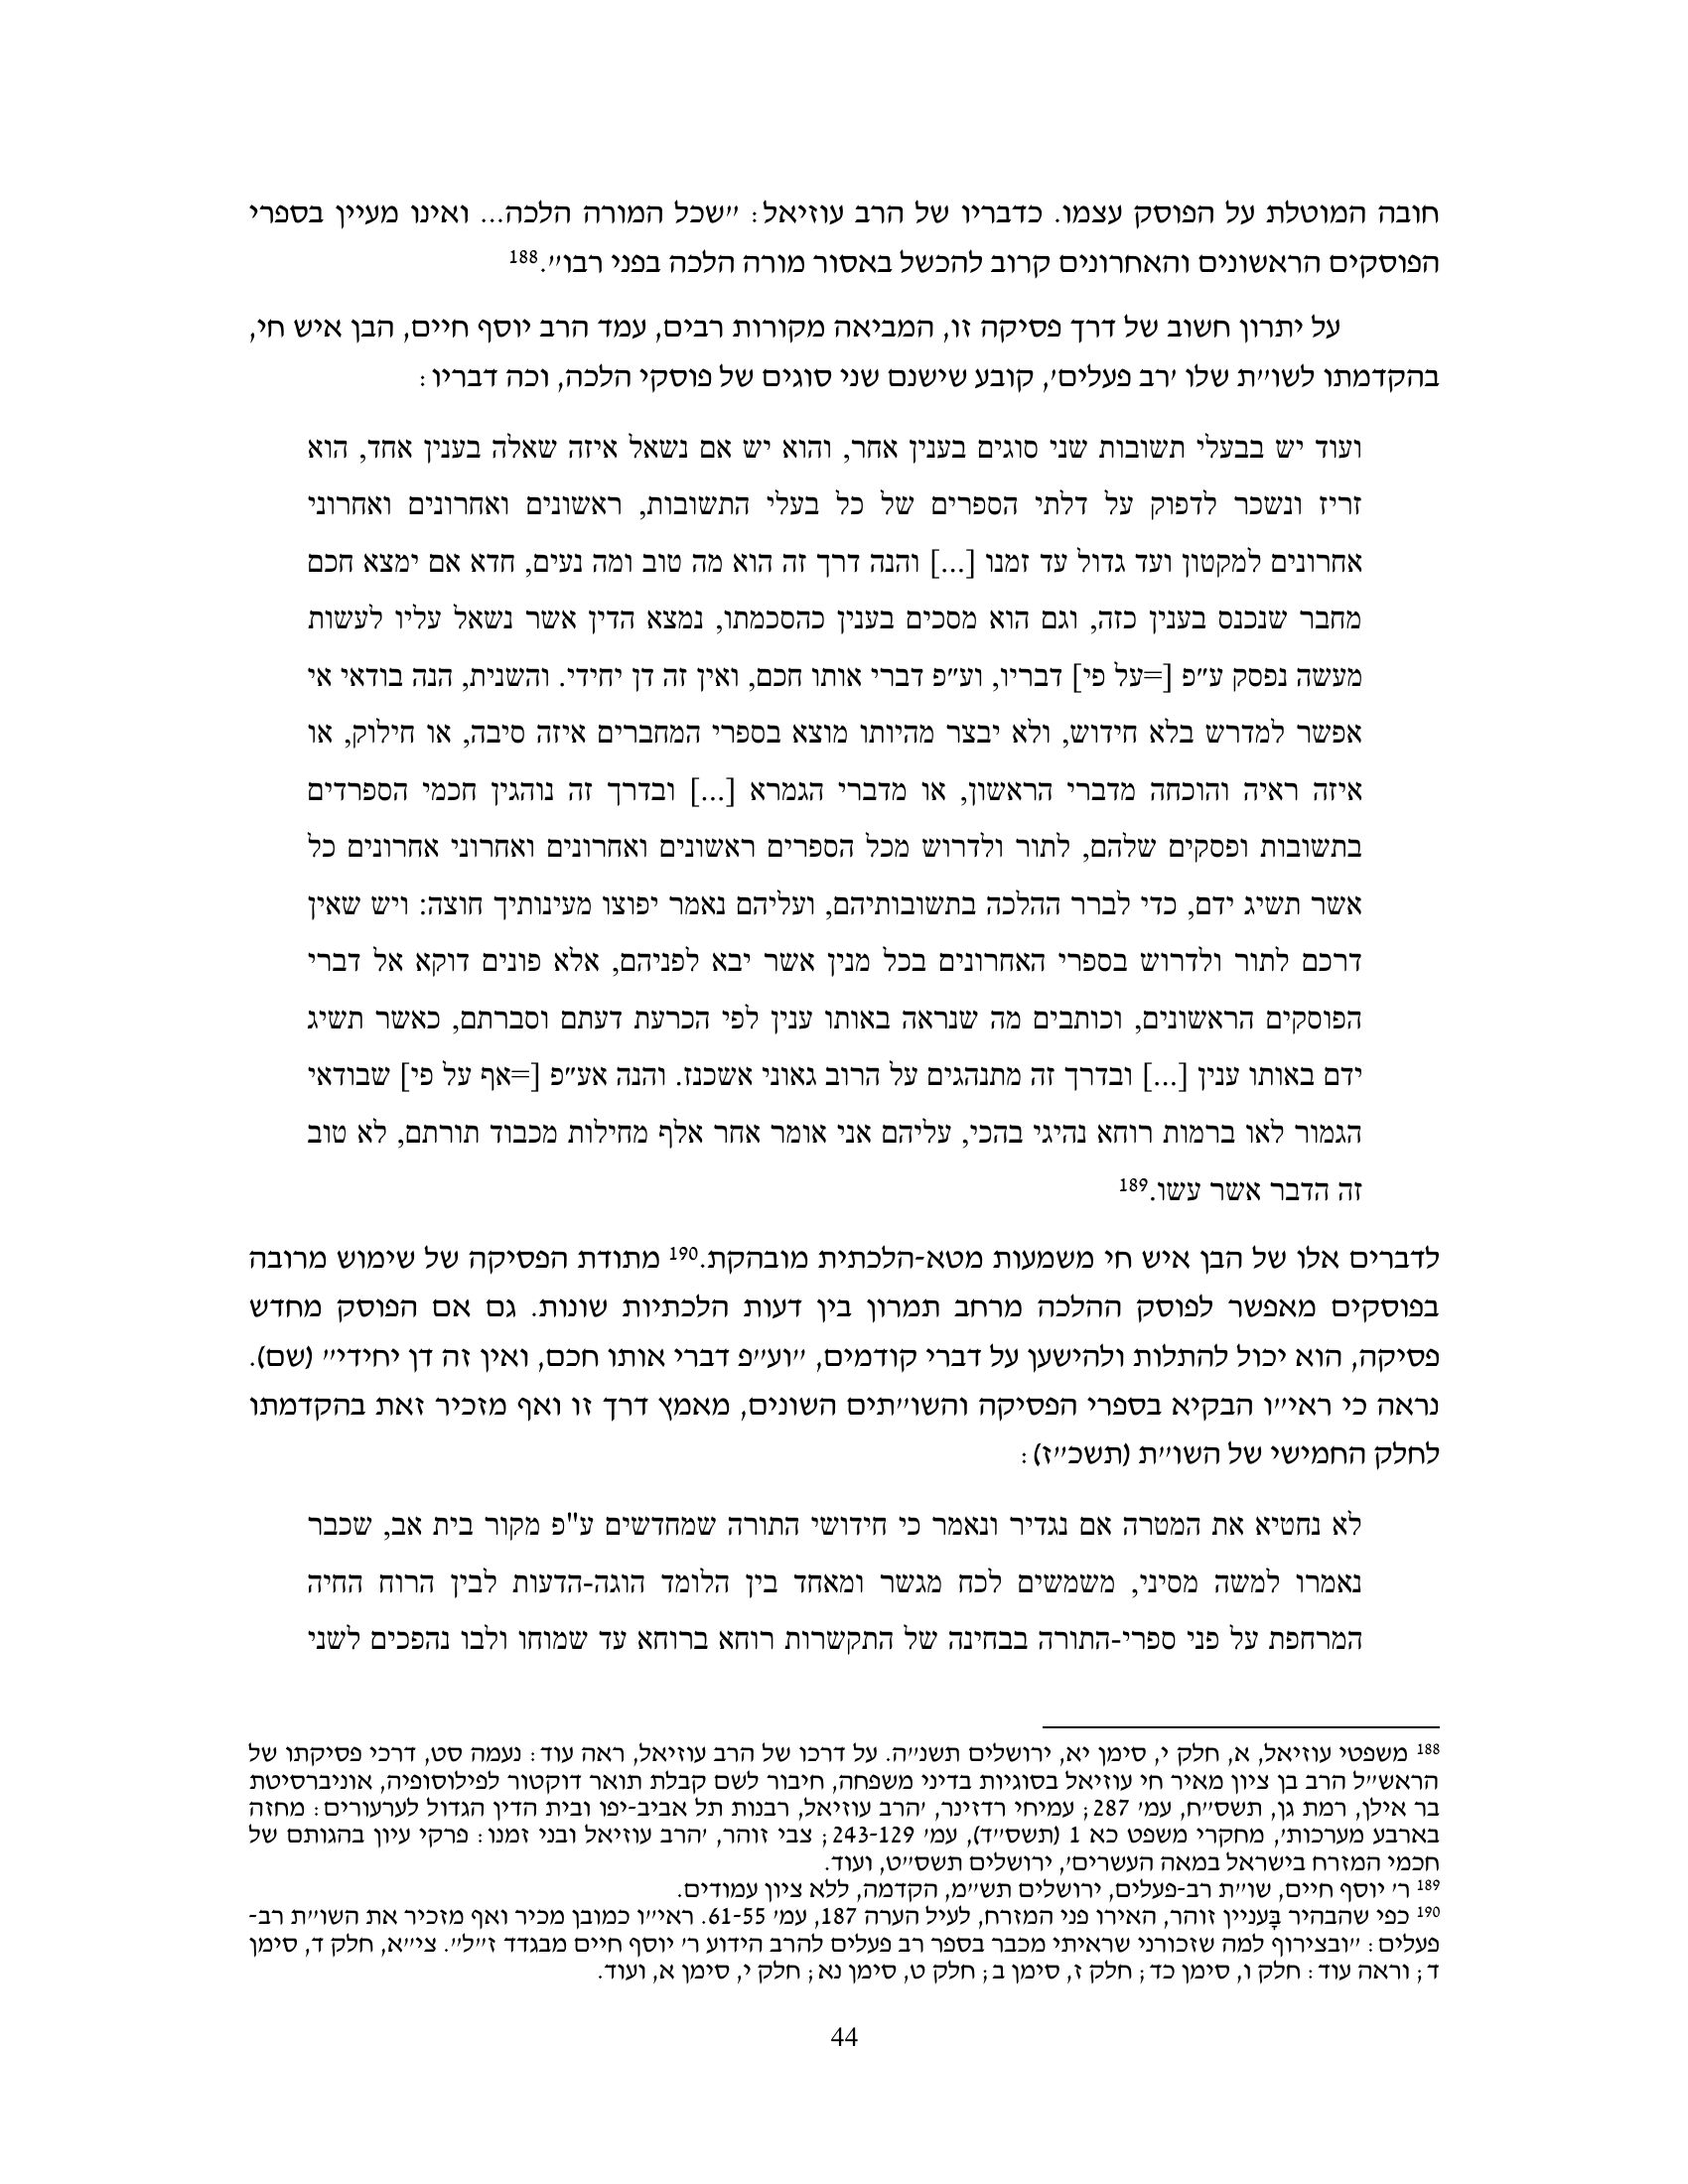 חובה המוטלת על הפוסק עצמו. כדבריו של הרב עוזיאל: "שכל המורה הלכה... ואינו מעיין בספרי
הפוסקים הראשונים והאחרונים קרוב להכשל באסור מורה הלכה בפני רבו".188
על יתרון חשוב של דרך פסיקה זו, המביאה מקורות רבים, עמד הרב יוסף חיים, הבן איש חי,
בהקדמתו לשו"ת שלו 'רב פעלים', קובע שישנם שני סוגים של פוסקי הלכה, וכה דבריו:
ועוד יש בבעלי תשובות שני סוגים בענין אחר, והוא יש אם נשאל איזה שאלה בענין אחד, הוא
זריז ונשכר לדפוק על דלתי הספרים של כל בעלי התשובות, ראשונים ואחרונים ואחרוני
אחרונים למקטון ועד גדול עד זמנו [...] והנה דרך זה הוא מה טוב ומה נעים, חדא אם ימצא חכם
מחבר שנכנס בענין כזה, וגם הוא מסכים בענין כהסכמתו, נמצא הדין אשר נשאל עליו לעשות
מעשה נפסק ע"פ [=על פי] דבריו, וע"פ דברי אותו חכם, ואין זה דן יחידי. והשנית, הנה בודאי אי
אפשר למדרש בלא חידוש, ולא יבצר מהיותו מוצא בספרי המחברים איזה סיבה, או חילוק, או
איזה ראיה והוכחה מדברי הראשון, או מדברי הגמרא [...] ובדרך זה נוהגין חכמי הספרדים
בתשובות ופסקים שלהם, לתור ולדרוש מכל הספרים ראשונים ואחרונים ואחרוני אחרונים כל
אשר תשיג ידם, כדי לברר ההלכה בתשובותיהם, ועליהם נאמר יפוצו מעינותיך חוצה: ויש שאין
דרכם לתור ולדרוש בספרי האחרונים בכל מנין אשר יבא לפניהם, אלא פונים דוקא אל דברי
הפוסקים הראשונים, וכותבים מה שנראה באותו ענין לפי הכרעת דעתם וסברתם, כאשר תשיג
ידם באותו ענין [...] ובדרך זה מתנהגים על הרוב גאוני אשכנז. והנה אע"פ [=אף על פי] שבודאי
הגמור לאו ברמות רוחא נהיגי בהכי, עליהם אני אומר אחר אלף מחילות מכבוד תורתם, לא טוב
זה הדבר אשר עשו.189
לדברים אלו של הבן איש חי משמעות מטא-הלכתית מובהקת.190 מתודת הפסיקה של שימוש מרובה
בפוסקים מאפשר לפוסק ההלכה מרחב תמרון בין דעות הלכתיות שונות. גם אם הפוסק מחדש
פסיקה, הוא יכול להתלות ולהישען על דברי קודמים, "וע"פ דברי אותו חכם, ואין זה דן יחידי" (שם).
נראה כי ראי"ו הבקיא בספרי הפסיקה והשו"תים השונים, מאמץ דרך זו ואף מזכיר זאת בהקדמתו
לחלק החמישי של השו"ת (תשכ"ז):
לא נחטיא את המטרה אם נגדיר ונאמר כי חידושי התורה שמחדשים ע"פ מקור בית אב, שכבר
נאמרו למשה מסיני, משמשים לכח מגשר ומאחד בין הלומד הוגה-הדעות לבין הרוח החיה
המרחפת על פני ספרי-התורה בבחינה של התקשרות רוחא ברוחא עד שמוחו ולבו נהפכים לשני
188 משפטי עוזיאל, א, חלק י, סימן יא, ירושלים תשנ"ה. על דרכו של הרב עוזיאל, ראה עוד: נעמה סט, דרכי פסיקתו של
הראש"ל הרב בן ציון מאיר חי עוזיאל בסוגיות בדיני משפחה, חיבור לשם קבלת תואר דוקטור לפילוסופיה, אוניברסיטת
בר אילן, רמת גן, תשס"ח, עמ' 287; עמיחי רדזינר, 'הרב עוזיאל, רבנות תל אביב-יפו ובית הדין הגדול לערעורים: מחזה
בארבע מערכות', מחקרי משפט כא 1 (תשס"ד), עמ' 243-129; צבי זוהר, 'הרב עוזיאל ובני זמנו: פרקי עיון בהגותם של
חכמי המזרח בישראל במאה העשרים', ירושלים תשס"ט, ועוד.
189 ר' יוסף חיים, שו"ת רב-פעלים, ירושלים תש"מ, הקדמה, ללא ציון עמודים.
190 כפי שהבהיר בָּעניין זוהר, האירו פני המזרח, לעיל הערה 187, עמ' 61-55. ראי"ו כמובן מכיר ואף מזכיר את השו"ת רב-
פעלים: "ובצירוף למה שזכורני שראיתי מכבר בספר רב פעלים להרב הידוע ר' יוסף חיים מבגדד ז"ל". צי"א, חלק ד, סימן
ד; וראה עוד: חלק ו, סימן כד; חלק ז, סימן ב; חלק ט, סימן נא; חלק י, סימן א, ועוד.
44